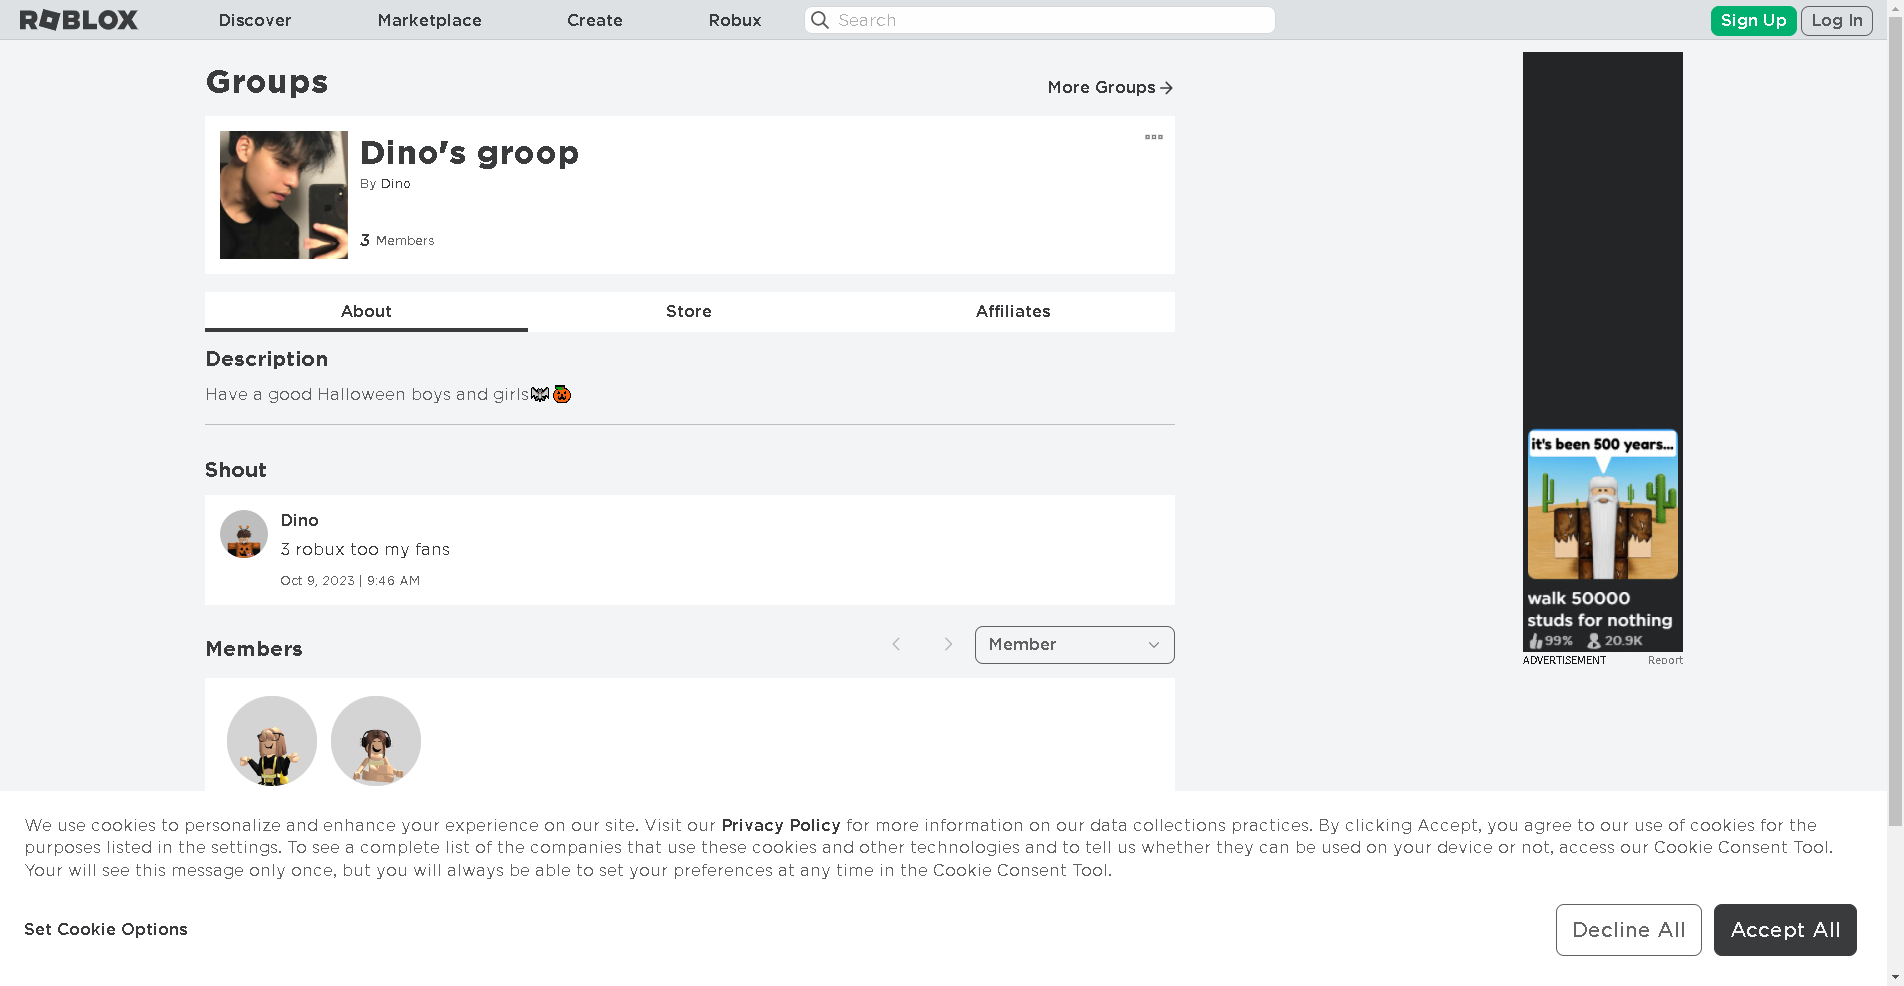 ROBLOX Discover Marketplace Create Robux Search Sign Up Log In
Groups
More Groups
Dino's groop
By Dino
3 Members
About Store Affiliates
Description
Have a good Halloween boys and girls🦇🎃
Shout
Dino
3 robux too my fans
Oct 9, 2023 | 9:46 AM
Members
Member
it's been 500 years...
walk 50000
studs for nothing
99% 20.9K
ADVERTISEMENT Report
We use cookies to personalize and enhance your experience on our site. Visit our Privacy Policy for more information on our data collections practices. By clicking Accept, you agree to our use of cookies for the
purposes listed in the settings. To see a complete list of the companies that use these cookies and other technologies and to tell us whether they can be used on your device or not, access our Cookie Consent Tool.
Your will see this message only once, but you will always be able to set your preferences at any time in the Cookie Consent Tool.
Set Cookie Options
Decline All Accept All